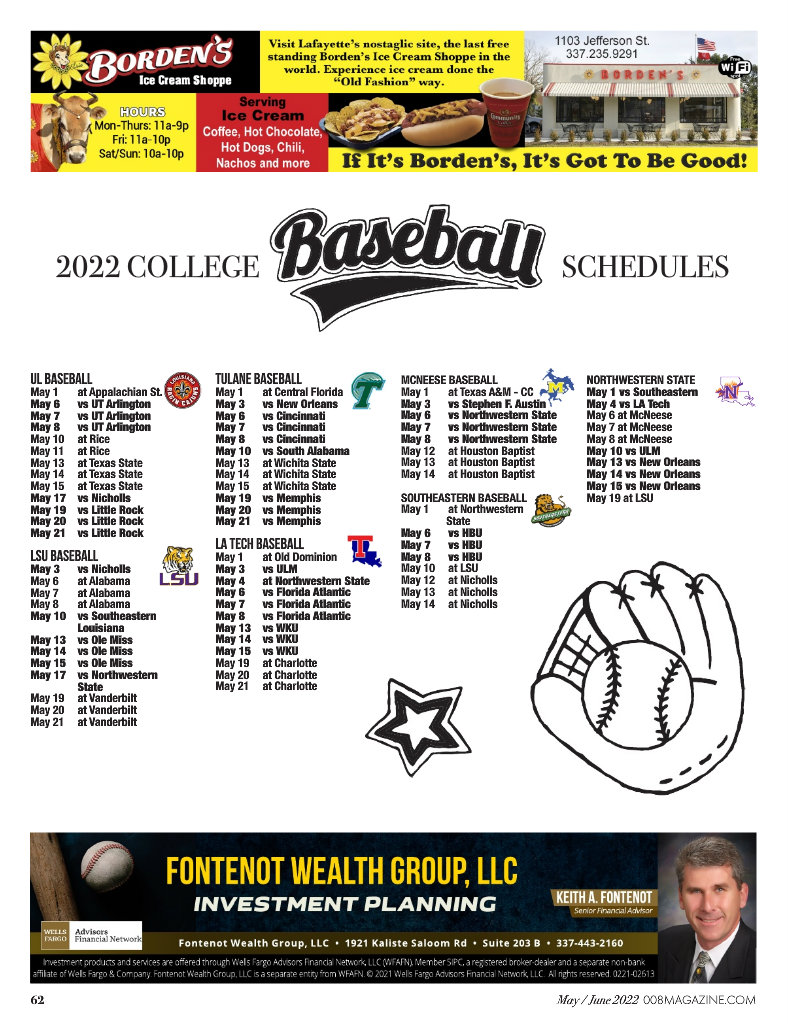 BORDEN'S
Ice Cream Shoppe
Visit Lafayette's nostaglic site, the last free
standing Borden's Ice Cream Shoppe in the
world. Experience ice cream done the
"Old Fashion" way.
1103 Jefferson St.
337.235.9291
BORDEN'S
Free
Wi Fi
HOURS
Mon-Thurs: 11a-9p
Fri: 11a-10p
Sat/Sun: 10a-10p
Serving
Ice Cream
Coffee, Hot Chocolate,
Hot Dogs, Chili,
Nachos and more
Community
If It's Borden's, It's Got To Be Good!
2022 COLLEGE Baseball SCHEDULES
UL BASEBALL
May 1 at Appalachian St.
May 6 vs UT Arlington
May 7 vs UT Arlington
May 8 vs UT Arlington
May 10 at Rice
May 11 at Rice
May 13 at Texas State
May 14 at Texas State
May 15 at Texas State
May 17 vs Nicholls
May 19 vs Little Rock
May 20 vs Little Rock
May 21 vs Little Rock
LSU BASEBALL
LSU
May 3 vs Nicholls
May 6 at Alabama
May 7 at Alabama
May 8 at Alabama
May 10 vs Southeastern
Louisiana
May 13 vs Ole Miss
May 14 vs Ole Miss
May 15 vs Ole Miss
May 17 vs Northwestern
State
May 19 at Vanderbilt
May 20 at Vanderbilt
May 21 at Vanderbilt
TULANE BASEBALL
May 1 at Central Florida
May 3 vs New Orleans
May 6 vs Cincinnati
May 7 vs Cincinnati
May 8 vs Cincinnati
May 10 vs South Alabama
May 13 at Wichita State
May 14 at Wichita State
May 15 at Wichita State
May 19 vs Memphis
May 20 vs Memphis
May 21 vs Memphis
LA TECH BASEBALL
May 1 at Old Dominion
May 3 vs ULM
May 4 at Northwestern State
May 6 vs Florida Atlantic
May 7 vs Florida Atlantic
May 8 vs Florida Atlantic
May 13 vs WKU
May 14 vs WKU
May 15 vs WKU
May 19 at Charlotte
May 20 at Charlotte
May 21 at Charlotte
MCNEESE BASEBALL
May 1 at Texas A&M - CC
May 3 vs Stephen F. Austin
May 6 vs Northwestern State
May 7 vs Northwestern State
May 8 vs Northwestern State
May 12 at Houston Baptist
May 13 at Houston Baptist
May 14 at Houston Baptist
SOUTHEASTERN BASEBALL
May 1 at Northwestern
State
May 6 vs HBU
May 7 vs HBU
May 8 vs HBU
May 10 at LSU
May 12 at Nicholls
May 13 at Nicholls
May 14 at Nicholls
NORTHWESTERN STATE
May 1 vs Southeastern
May 4 vs LA Tech
May 6 at McNeese
May 7 at McNeese
May 8 at McNeese
May 10 vs ULM
May 13 vs New Orleans
May 14 vs New Orleans
May 15 vs New Orleans
May 19 at LSU
FONTENOT WEALTH GROUP, LLC
INVESTMENT PLANNING
KEITH A. FONTENOT
Senior Financial Advisor
WELLS
FARGO
Advisors
Financial Network
Fontenot Wealth Group, LLC • 1921 Kaliste Saloom Rd • Suite 203 B • 337-443-2160
Investment products and services are offered through Wells Fargo Advisors Financial Network, LLC (WFAFN), Member SIPC, a registered broker-dealer and a separate non-bank
affiliate of Wells Fargo & Company. Fontenot Wealth Group, LLC is a separate entity from WFAFN. © 2021 Wells Fargo Advisors Financial Network, LLC. All rights reserved. 0221-02613
62
May / June 2022 008MAGAZINE.COM